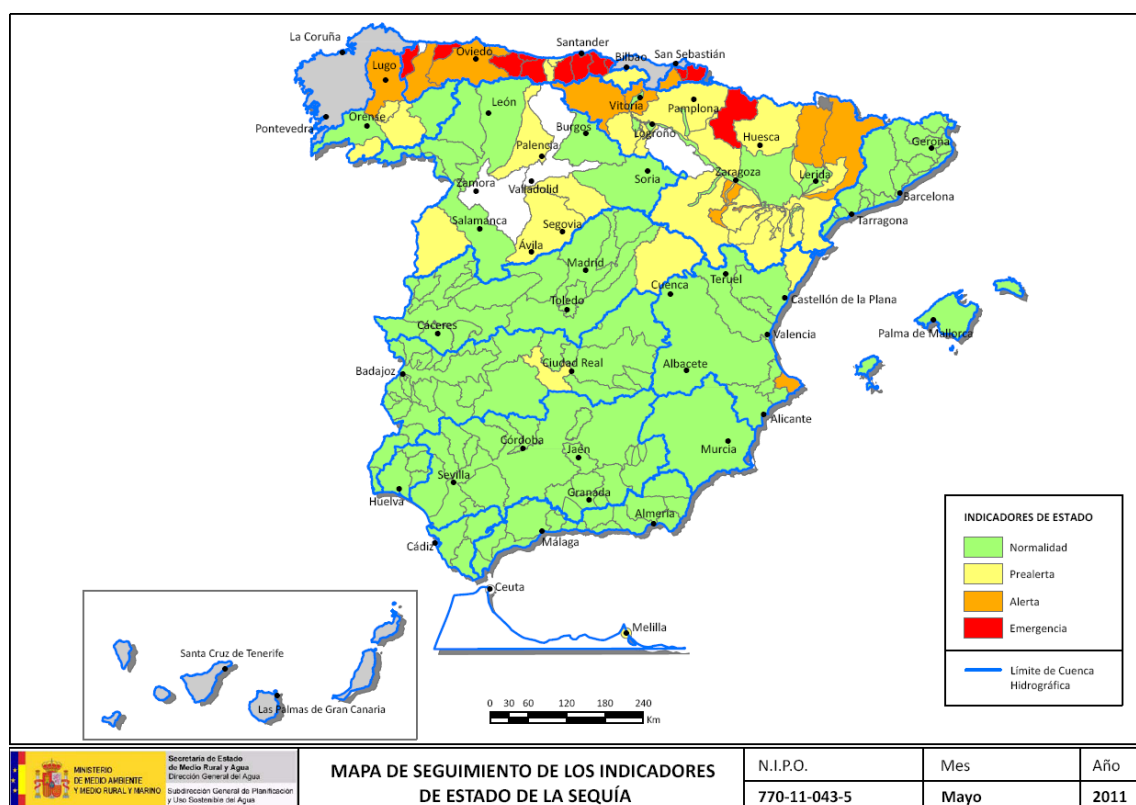 La Coruña
Lugo
Oviedo
Santander
Bilbao
San Sebastián
Pontevedra
Orense
León
Burgos
Vitoria
Logroño
Pamplona
Huesca
Gerona
Palencia
Zamora
Valladolid
Soria
Zaragoza
Lerida
Barcelona
Tarragona
Salamanca
Segovia
Ávila
Madrid
Cuenca
Teruel
Castellón de la Plana
Toledo
Cáceres
Valencia
Palma de Mallorca
Badajoz
Ciudad Real
Albacete
Alicante
Córdoba
Jaén
Murcia
Sevilla
Huelva
Granada
Almería
Cádiz
Málaga
Ceuta
Melilla
Santa Cruz de Tenerife
Las Palmas de Gran Canaria
0 30 60 120 180 240
Km
INDICADORES DE ESTADO
Normalidad
Prealerta
Alerta
Emergencia
Límite de Cuenca
Hidrográfica
MINISTERIO
DE MEDIO AMBIENTE
Y MEDIO RURAL Y MARINO
Secretaría de Estado
de Medio Rural y Agua
Dirección General del Agua
Subdirección General de Planificación
y Uso Sostenible del Agua
MAPA DE SEGUIMIENTO DE LOS INDICADORES
DE ESTADO DE LA SEQUÍA
N.I.P.O.
770-11-043-5
Mes
Mayo
Año
2011